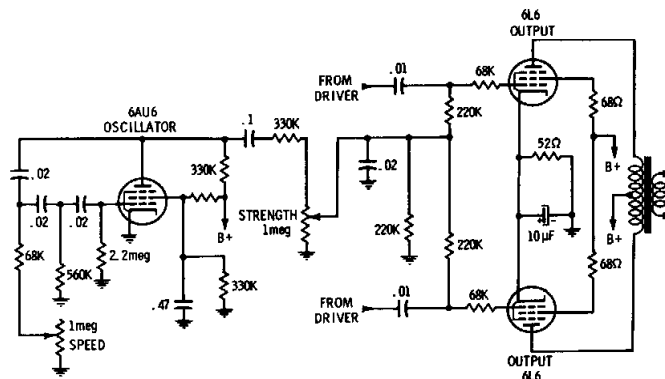 6L6
OUTPUT
FROM
DRIVER
.01
68K
220K
68Ω
6AU6
OSCILLATOR
.1
330K
330K
52Ω
B+
.02
.02
.02
STRENGTH
1meg
.02
B+
10µF
B+
68K
560K
2.2meg
220K
220K
68Ω
.47
330K
FROM
DRIVER
.01
68K
1meg
SPEED
OUTPUT
6L6